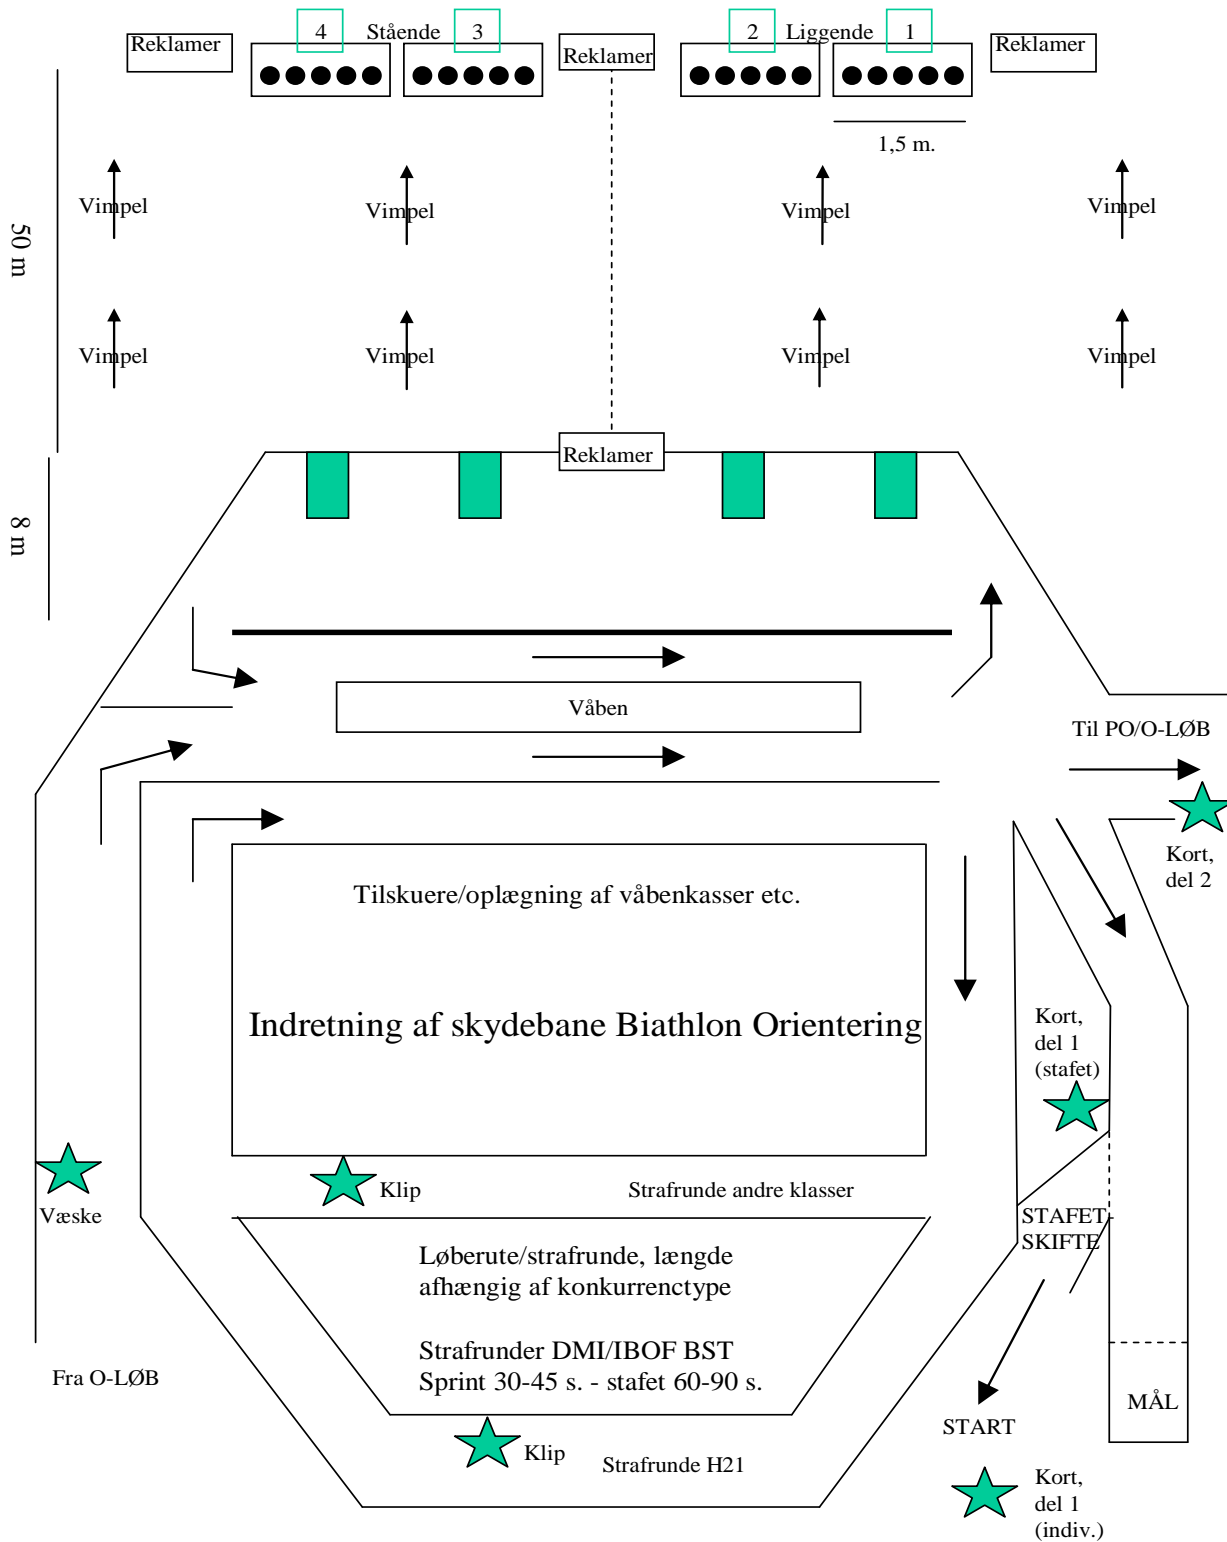 4 Stående 3
2 Liggende 1
Reklamer
Reklamer
Reklamer
1,5 m.
50 m
Vimpel
Vimpel
Vimpel
Vimpel
Vimpel
Vimpel
Vimpel
Vimpel
Reklamer
8 m
Våben
Til PO/O-LØB
Kort,
del 2
Tilskuere/oplægning af våbenkasser etc.
Indretning af skydebane Biathlon Orientering
Kort,
del 1
(stafet)
Klip
Strafrunde andre klasser
Væske
STAFET
SKIFTE
Løberute/strafrunde, længde
afhængig af konkurrenctype
Strafrunder DMI/IBOF BST
Sprint 30-45 s. - stafet 60-90 s.
Fra O-LØB
MÅL
START
Klip
Strafrunde H21
Kort,
del 1
(indiv.)